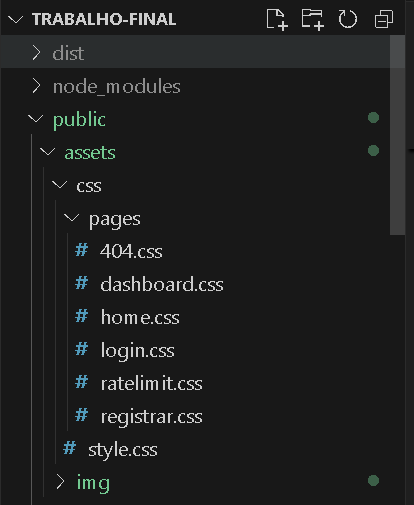 TRABALHO-FINAL
dist
node_modules
public
assets
css
pages
# 404.css
# dashboard.css
# home.css
# login.css
# ratelimit.css
# registrar.css
# style.css
img